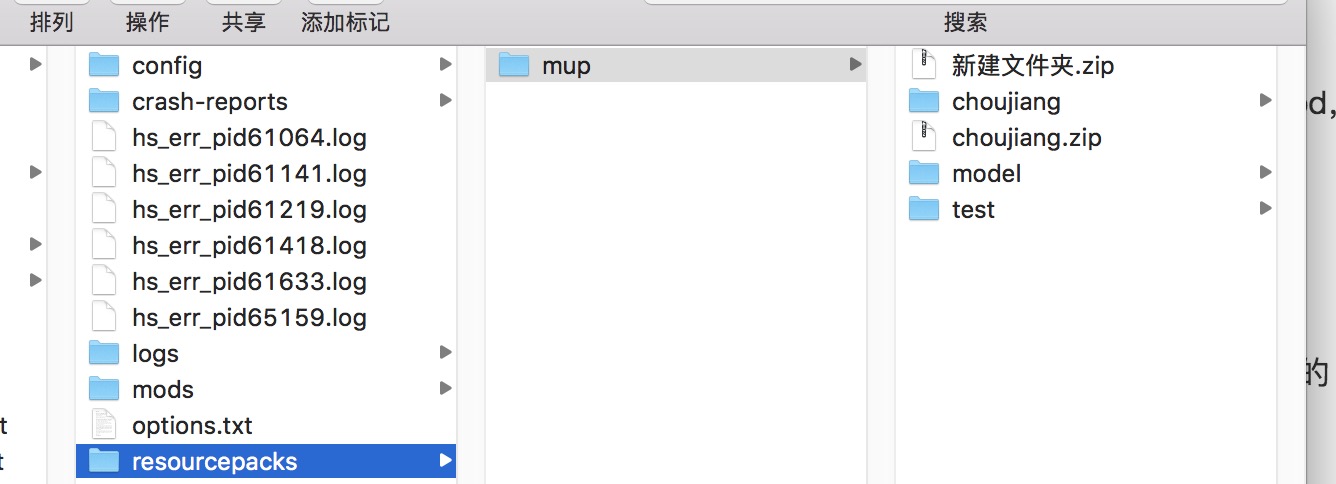 排列
操作
共享
添加标记
搜索
config
crash-reports
hs_err_pid61064.log
hs_err_pid61141.log
hs_err_pid61219.log
hs_err_pid61418.log
hs_err_pid61633.log
hs_err_pid65159.log
logs
mods
options.txt
resourcepacks
mup
新建文件夹.zip
choujiang
choujiang.zip
model
test
t
t
od,
的